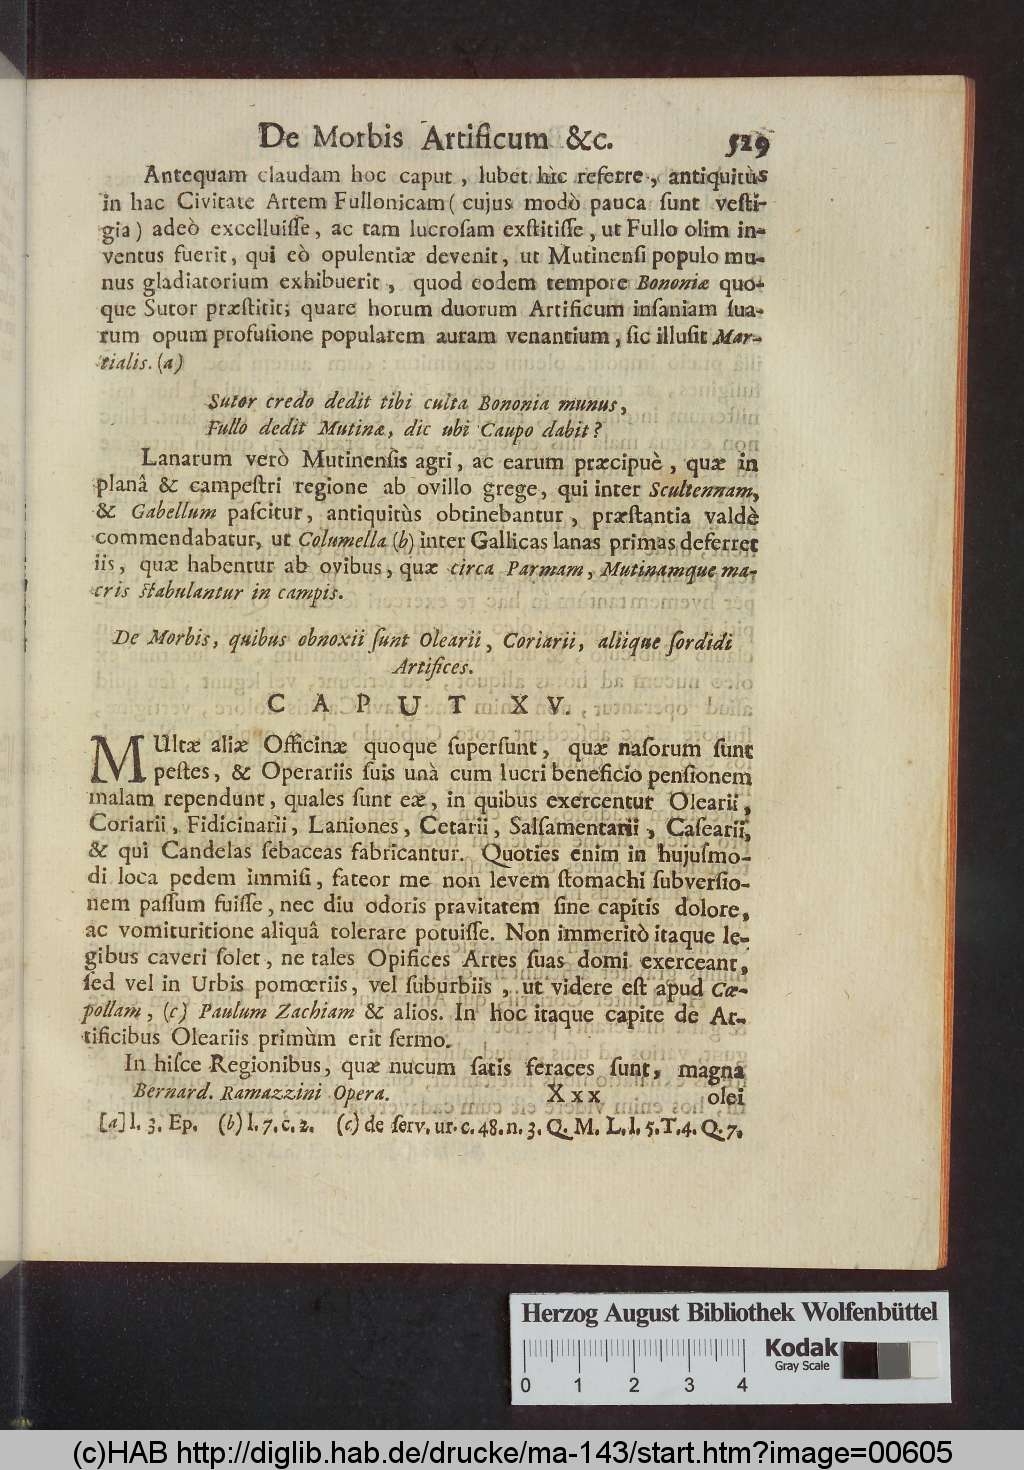 De Morbis Artificum &c. 529
Antequam claudam hoc caput, lubet hìc referre, antiquitùs
in hac Civitate Artem Fullonicam (cujus modò pauca ſunt veſti-
gia) adeò excelluiſſe, ac tam lucroſam exſtitiſſe, ut Fullo olim in-
ventus fuerit, qui eò opulentiæ devenit, ut Mutinenſi populo mu-
nus gladiatorium exhibuerit, quod eodem tempore Bononiæ quo-
que Sutor præſtitit; quare horum duorum Artificum inſaniam ſua-
rum opum profuſione popularem auram venantium, ſic illuſit Mar-
tialis. (a)
Sutor credo dedit tibi culta Bononia munus,
Fullo dedit Mutinæ, dic ubi Caupo dabit?
Lanarum verò Mutinenſis agri, ac earum præcipuè, quæ in
planâ & campeſtri regione ab ovillo grege, qui inter Scultennam,
& Gabellum paſcitur, antiquitùs obtinebantur, præſtantia valdè
commendabatur, ut Columella (b) inter Gallicas lanas primas deferret
iis, quæ habentur ab ovibus, quæ circa Parmam, Mutinamque ma-
cris ſtabulantur in campis.
De Morbis, quibus obnoxii ſunt Olearii, Coriarii, aliique ſordidi
Artifices.
CAPUT XV.
MUltæ aliæ Officinæ quoque ſuperſunt, quæ naſorum ſunt
peſtes, & Operariis ſuis unà cum lucri beneficio penſionem
malam rependunt, quales ſunt eæ, in quibus exercentur Olearii,
Coriarii, Fidicinarii, Laniones, Cetarii, Salſamentarii, Caſearii,
& qui Candelas ſebaceas fabricantur. Quoties enim in hujuſmo-
di loca pedem immiſi, fateor me non levem ſtomachi ſubverſio-
nem paſſum fuiſſe, nec diu odoris pravitatem ſine capitis dolore,
ac vomituritione aliquâ tolerare potuiſſe. Non immeritò itaque le-
gibus caveri ſolet, ne tales Opifices Artes ſuas domi exerceant,
ſed vel in Urbis pomœriis, vel ſuburbiis, ut videre eſt apud Cæ-
pollam, (c) Paulum Zachiam & alios. In hoc itaque capite de Ar-
tificibus Oleariis primùm erit ſermo.
In hiſce Regionibus, quæ nucum ſatis feraces ſunt, magna
Bernard. Ramazzini Opera. Xxx olei
[a] l. 3. Ep. (b) l. 7. c. 2. (c) de ſerv. ur. c. 48. n. 3. Q. M. L. l. 5. T. 4. Q. 7.
Herzog August Bibliothek Wolfenbüttel
Kodak
Gray Scale
0 1 2 3 4
(c)HAB http://diglib.hab.de/drucke/ma-143/start.htm?image=00605